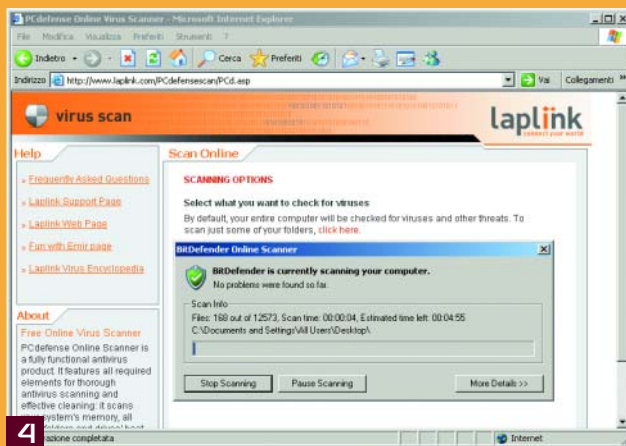 PCdefense Online Virus Scanner - Microsoft Internet Explorer
File Modifica Visualizza Preferiti Strumenti ?
Indietro Cerca Preferiti
Indirizzo http://www.laplink.com/PCdefensescan/PCd.asp Vai Collegamenti »
virus scan
laplink
connect your world
Help
» Frequently Asked Questions
» Laplink Support Page
» Laplink Web Page
» Fun with Ernir page
» Laplink Virus Encyclopedia
About
Free Online Virus Scanner
PCdefense Online Scanner is
a fully functional antivirus
product. It features all required
elements for thorough
antivirus scanning and
effective cleaning: it scans
system's memory, all
Scan Online
SCANNING OPTIONS
Select what you want to check for viruses
By default, your entire computer will be checked for viruses and other threats. To
scan just some of your folders, click here.
BitDefender Online Scanner
BitDefender is currently scanning your computer.
No problems were found so far.
Scan Info
Files: 168 out of 12573, Scan time: 00:00:04, Estimated time left: 00:04:55
C:\Documents and Settings\All Users\Desktop\
Stop Scanning Pause Scanning More Details >>
4
azione completata Internet